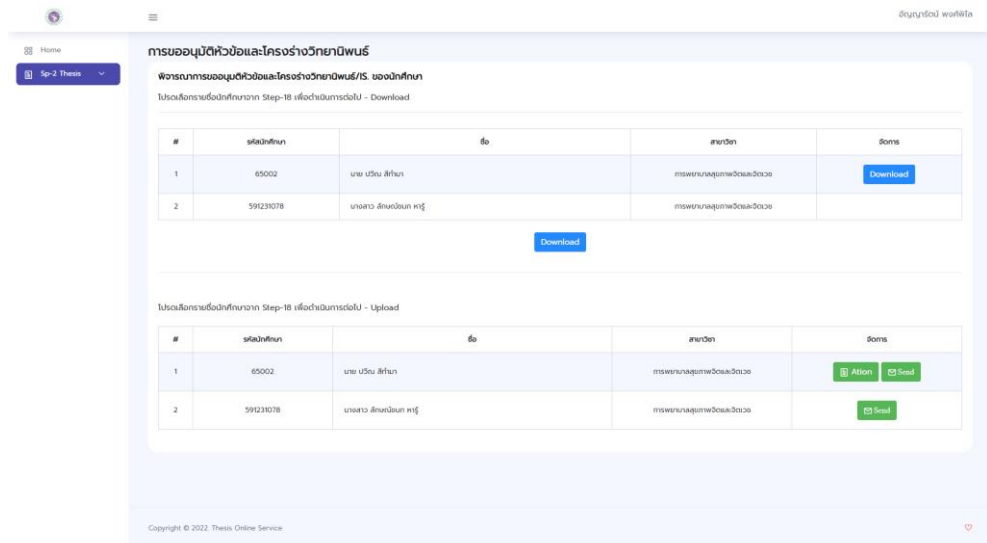 อัญญารัตน์ พงศ์พิไล
Home
Sp-2 Thesis
การขออนุมัติหัวข้อและโครงร่างวิทยานิพนธ์
พิจารณาการขออนุมติหัวข้อและโครงร่างวิทยานิพนธ์/IS. ของนักศึกษา
โปรดเลือกรายชื่อนักศึกษาจาก Step-18 เพื่อดำเนินการต่อไป - Download
# รหัสนักศึกษา ชื่อ สาขาวิชา จัดการ
1 65002 นาย ปวีณ สีทำมา การพยาบาลสุขภาพจิตและจิตเวช Download
2 591231078 นางสาว ลักษณ์ชนก หารู้ การพยาบาลสุขภาพจิตและจิตเวช
Download
โปรดเลือกรายชื่อนักศึกษาจาก Step-18 เพื่อดำเนินการต่อไป - Upload
# รหัสนักศึกษา ชื่อ สาขาวิชา จัดการ
1 65002 นาย ปวีณ สีทำมา การพยาบาลสุขภาพจิตและจิตเวช Ation Send
2 591231078 นางสาว ลักษณ์ชนก หารู้ การพยาบาลสุขภาพจิตและจิตเวช Send
Copyright © 2022. Thesis Online Service